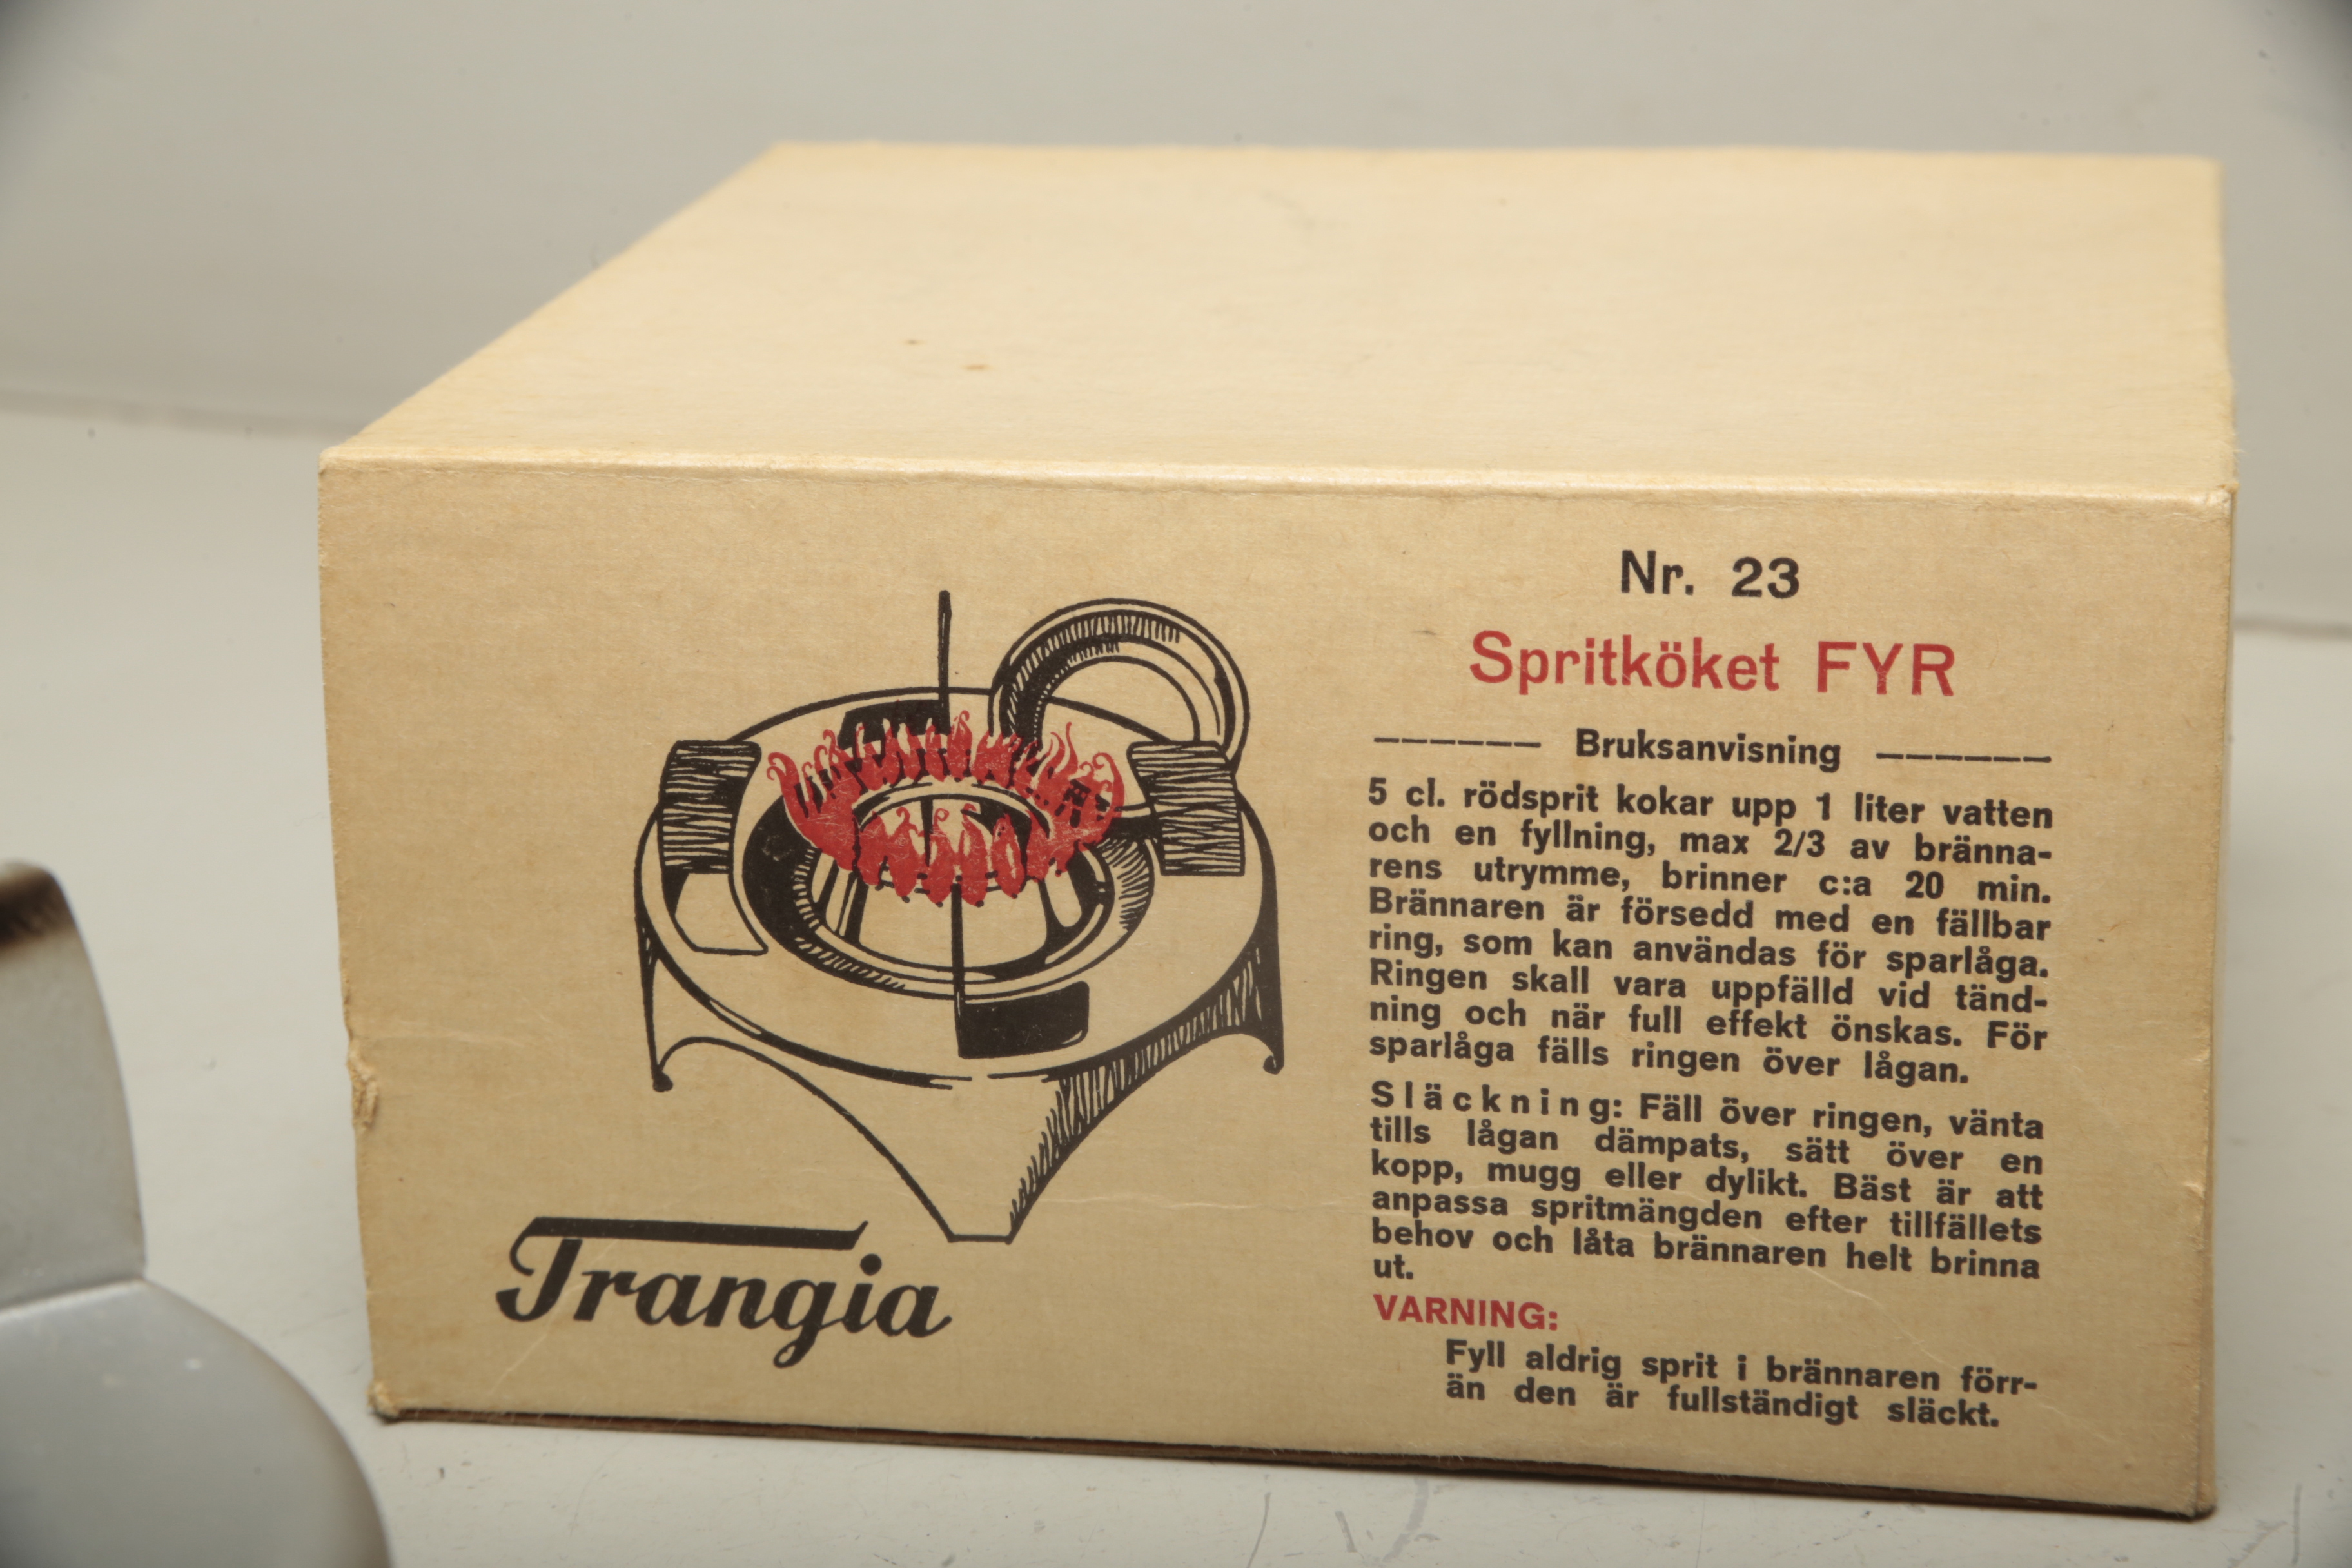 Nr. 23
Spritköket FYR
------ Bruksanvisning ------
5 cl. rödsprit kokar upp 1 liter vatten
och en fyllning, max 2/3 av bränna-
rens utrymme, brinner c:a 20 min.
Brännaren är försedd med en fällbar
ring, som kan användas för sparlåga.
Ringen skall vara uppfälld vid tänd-
ning och när full effekt önskas. För
sparlåga fälls ringen över lågan.
Släckning: Fäll över ringen, vänta
tills lågan dämpats, sätt över en
kopp, mugg eller dylikt. Bäst är att
anpassa spritmängden efter tillfällets
behov och låta brännaren helt brinna
ut.
VARNING:
Fyll aldrig sprit i brännaren förr-
än den är fullständigt släckt.
Trangia